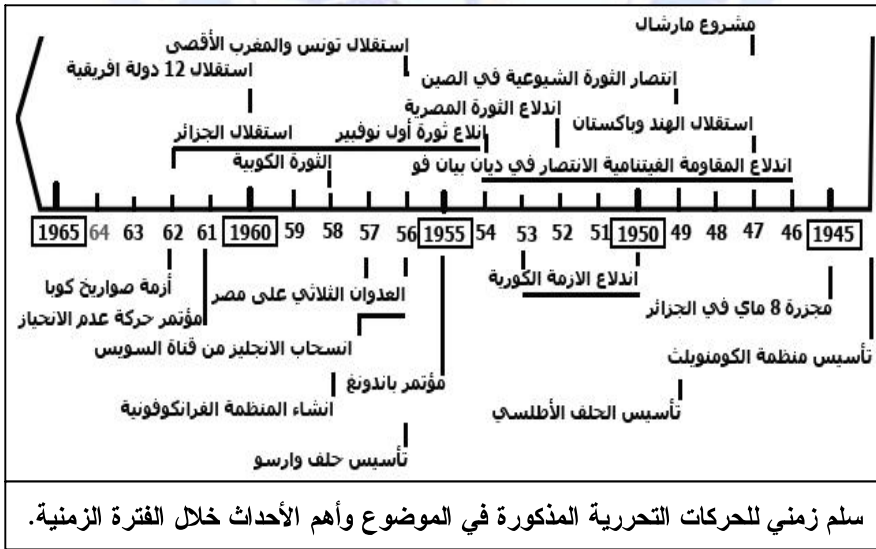 مشروع مارشال
استقلال تونس والمغرب الأقصى
استقلال 12 دولة افريقية
انتصار الثورة الشيوعية في الصين
اندلاع الثورة المصرية
استقلال الهند وباكستان
انلاع ثورة أول نوفبير
استقلال الجزائر
اندلاع المقاومة الفيتنامية الانتصار في ديان بيان فو
الثورة الكوبية
1965 64 63 62 61 1960 59 58 57 56 1955 54 53 52 51 1950 49 48 47 46 1945
أزمة صواريخ كوبا
العدوان الثلاثي على مصر
اندلاع الازمة الكورية
مجزرة 8 ماي في الجزائر
مؤتمر حركة عدم الانحياز
انسحاب الانجليز من قناة السويس
تأسيس منظمة الكومنويلث
مؤتمر باندونغ
انشاء المنظمة الفرانكوفونية
تأسيس الحلف الأطلسي
تأسيس حلف وارسو
سلم زمني للحركات التحررية المذكورة في الموضوع وأهم الأحداث خلال الفترة الزمنية.